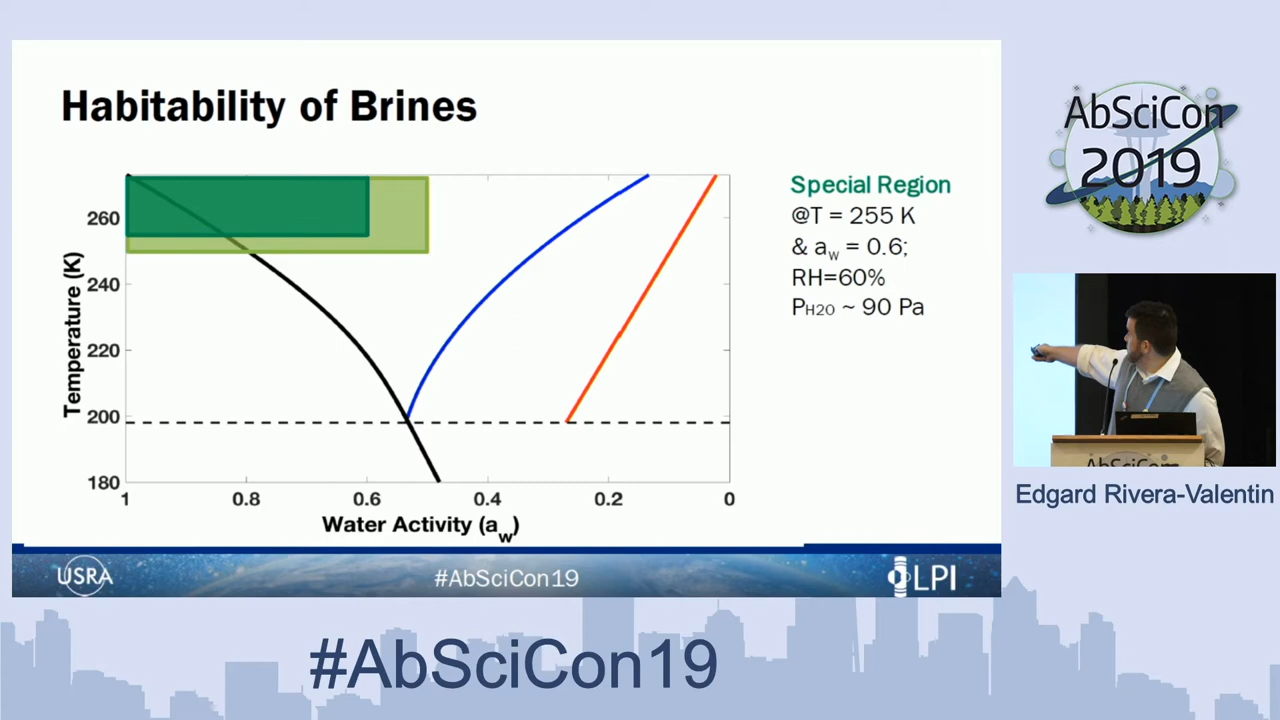 Habitability of Brines
Temperature (K)
260
240
220
200
180
1
0.8
0.6
0.4
0.2
0
Water Activity (aw)
Special Region
@T = 255 K
& aw = 0.6;
RH=60%
PH2O ~ 90 Pa
USRA
#AbSciCon19
LPI
AbSciCon
2019
AbSciCon
Edgard Rivera-Valentin
#AbSciCon19